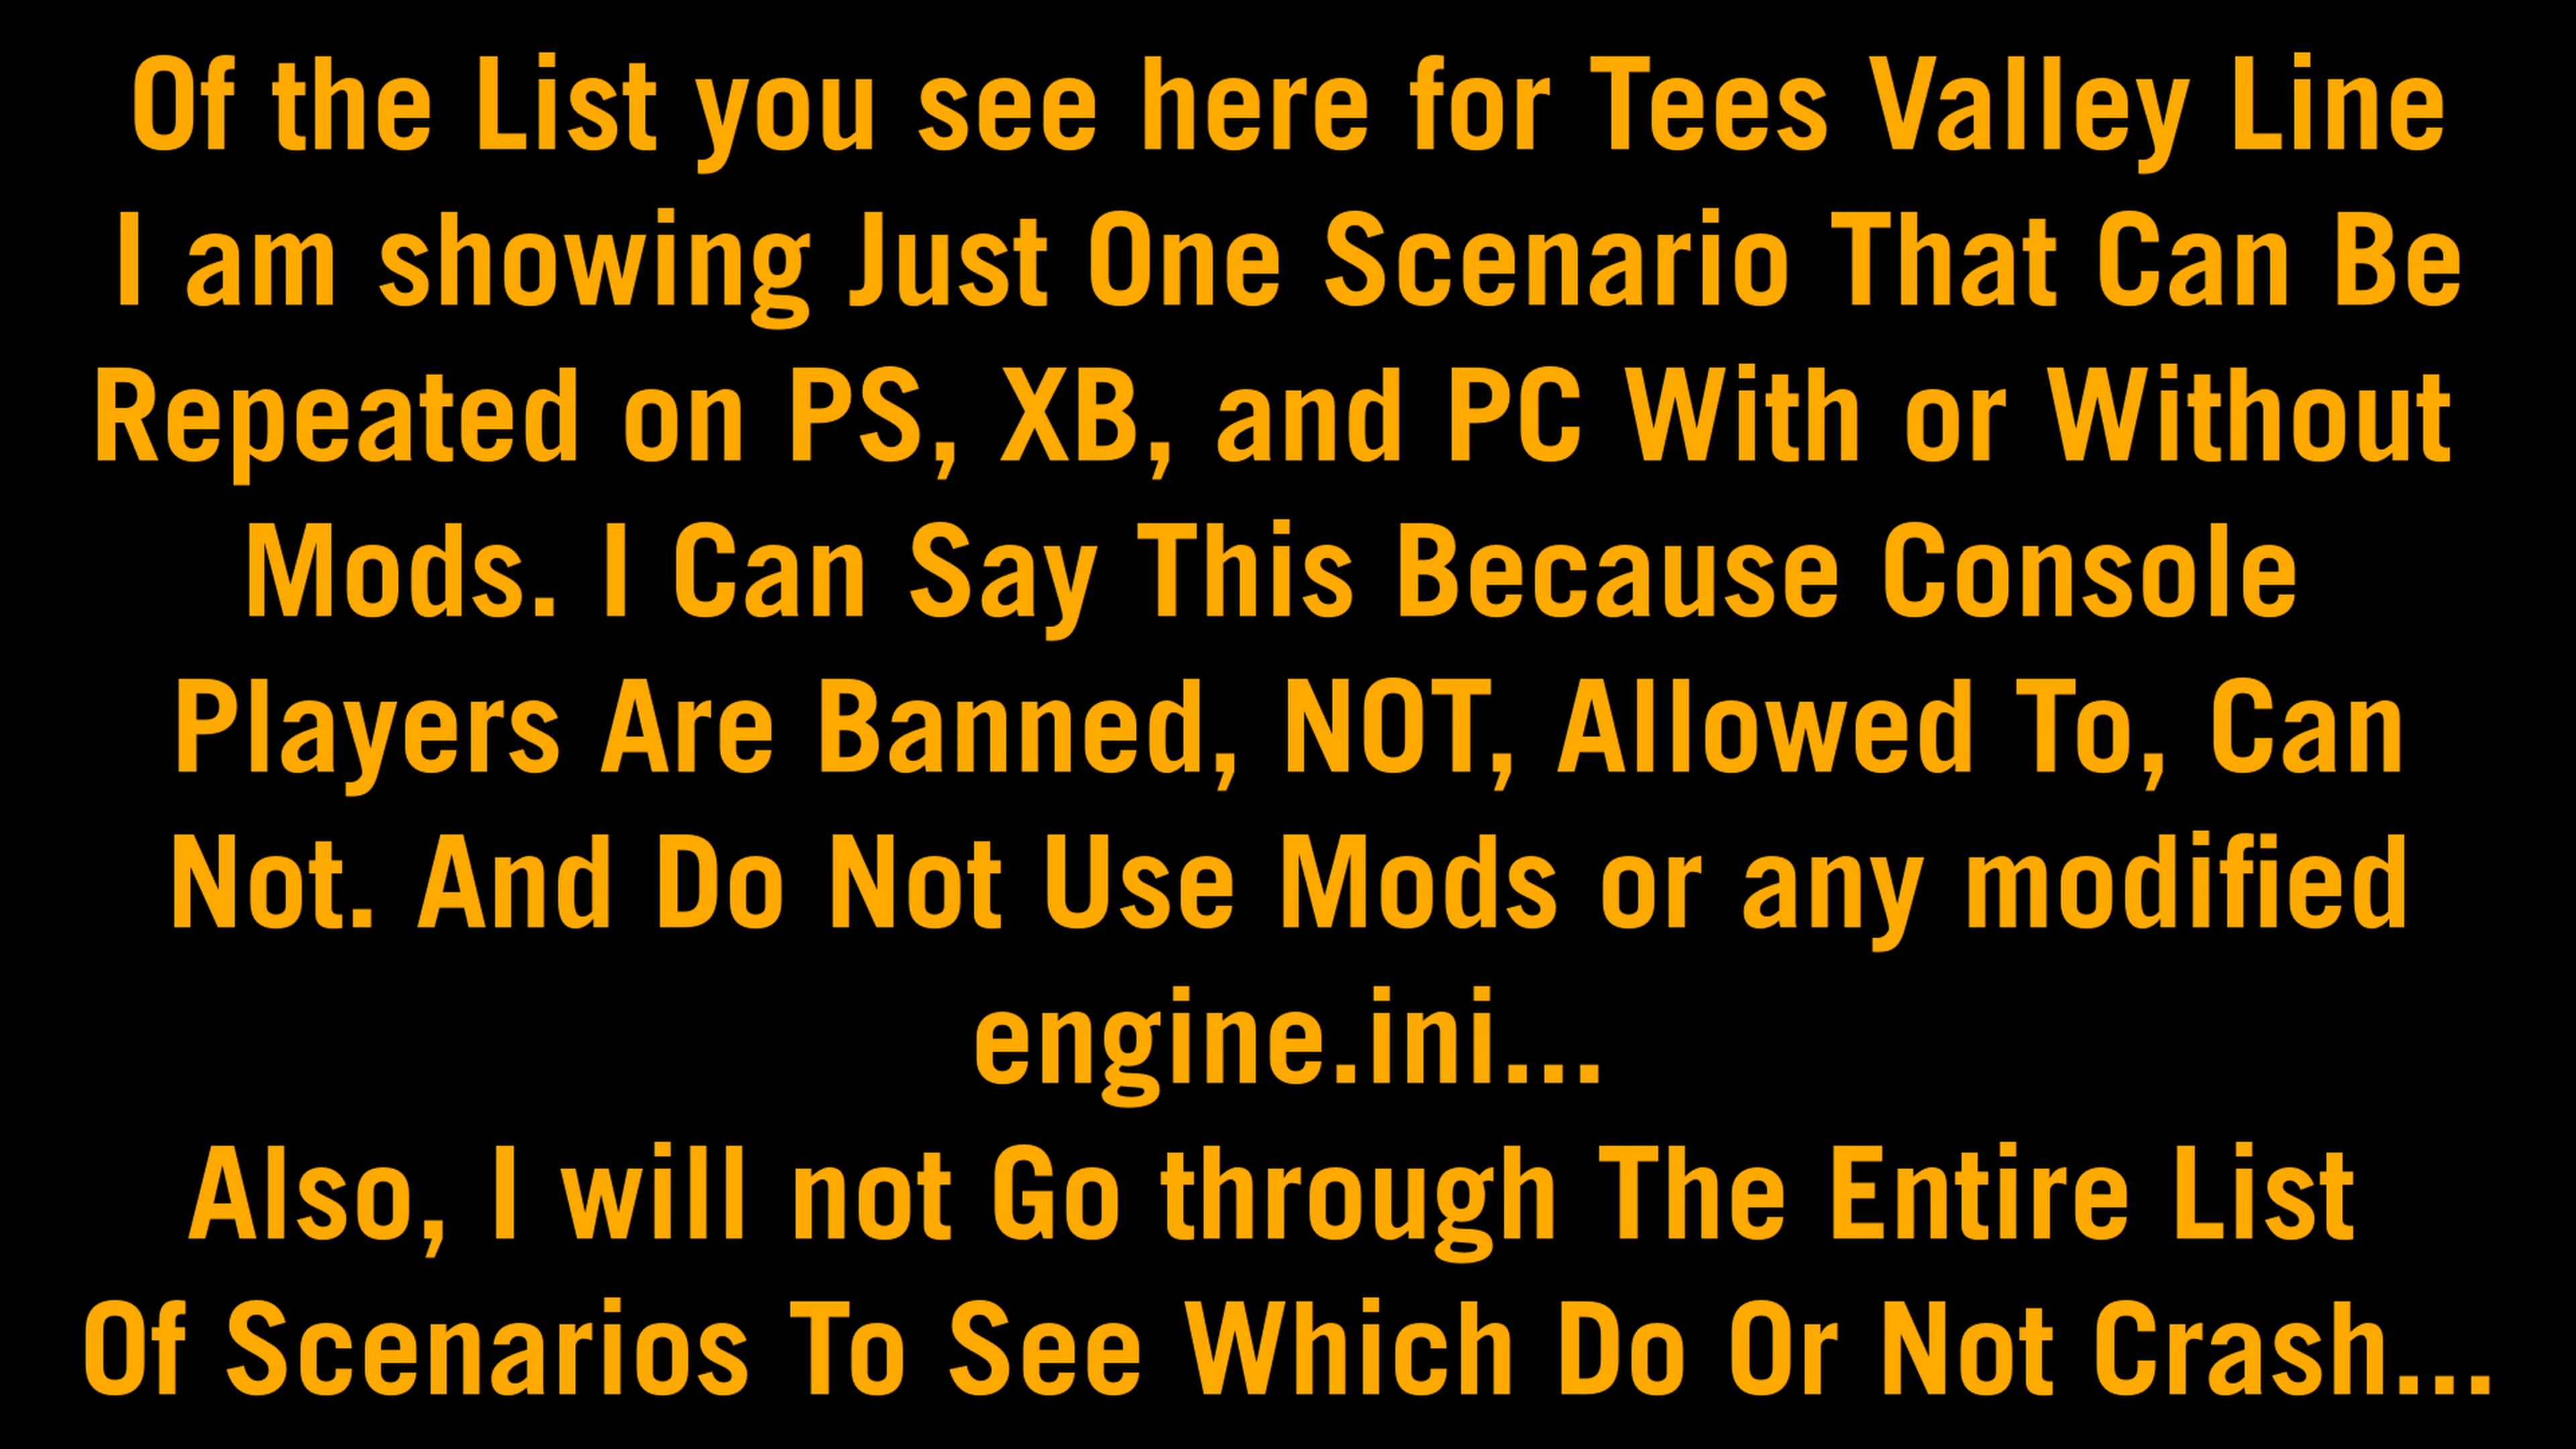 Of the List you see here for Tees Valley Line
I am showing Just One Scenario That Can Be
Repeated on PS, XB, and PC With or Without
Mods. I Can Say This Because Console
Players Are Banned, NOT, Allowed To, Can
Not. And Do Not Use Mods or any modified
engine.ini...
Also, I will not Go through The Entire List
Of Scenarios To See Which Do Or Not Crash...